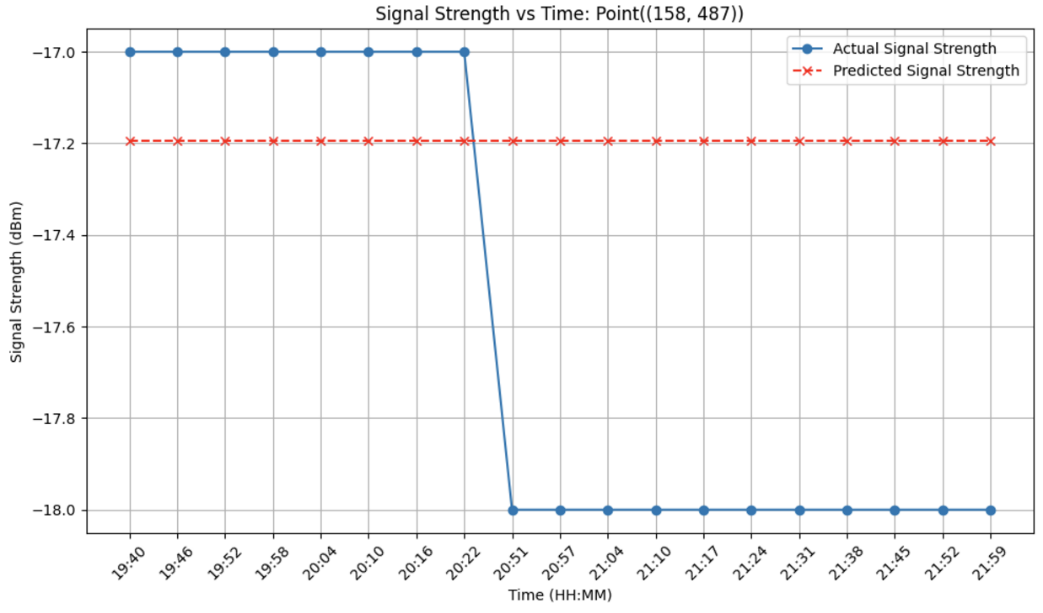 Signal Strength vs Time: Point((158, 487))
Actual Signal Strength
Predicted Signal Strength
Signal Strength (dBm)
−17.0
−17.2
−17.4
−17.6
−17.8
−18.0
19:40 19:46 19:52 19:58 20:04 20:10 20:16 20:22 20:51 20:57 21:04 21:10 21:17 21:24 21:31 21:38 21:45 21:52 21:59
Time (HH:MM)